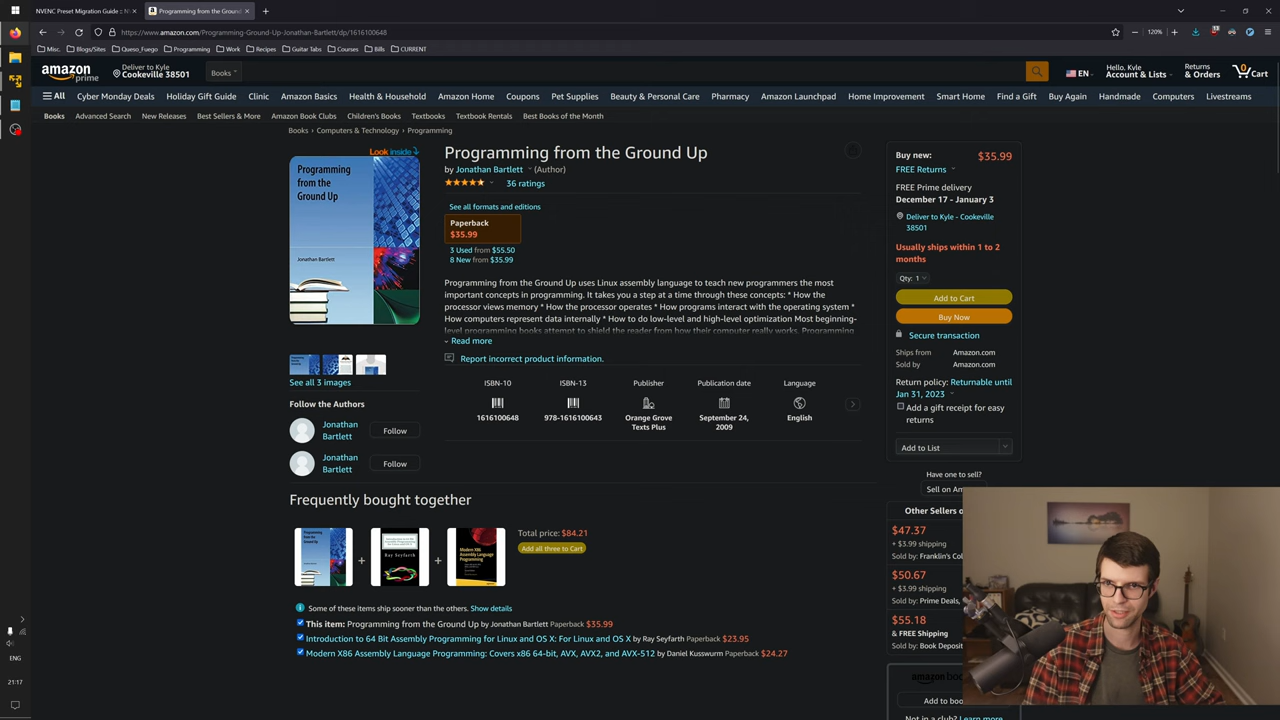 NVENC Preset Migration Guide ::
Programming from the Ground
https://www.amazon.com/Programming-Ground-Up-Jonathan-Bartlett/dp/1616100648
120%
13
Misc.
Blogs/Sites
Queso_Fuego
Programming
Work
Recipes
Guitar Tabs
Courses
Bills
CURRENT
amazon
prime
Deliver to Kyle
Cookeville 38501
Books
EN
Hello, Kyle
Account & Lists
Returns
& Orders
0
Cart
All
Cyber Monday Deals
Holiday Gift Guide
Clinic
Amazon Basics
Health & Household
Amazon Home
Coupons
Pet Supplies
Beauty & Personal Care
Pharmacy
Amazon Launchpad
Home Improvement
Smart Home
Find a Gift
Buy Again
Handmade
Computers
Livestreams
Books
Advanced Search
New Releases
Best Sellers & More
Amazon Book Clubs
Children's Books
Textbooks
Textbook Rentals
Best Books of the Month
Books › Computers & Technology › Programming
Look inside
Programming
from the
Ground Up
Jonathan Bartlett
See all 3 images
Follow the Authors
Jonathan
Bartlett
Follow
Jonathan
Bartlett
Follow
Programming from the Ground Up
by Jonathan Bartlett (Author)
36 ratings
See all formats and editions
Paperback
$35.99
3 Used from $55.50
8 New from $35.99
Programming from the Ground Up uses Linux assembly language to teach new programmers the most
important concepts in programming. It takes you a step at a time through these concepts: * How the
processor views memory * How the processor operates * How programs interact with the operating system *
How computers represent data internally * How to do low-level and high-level optimization Most beginning-
level programming books attempt to shield the reader from how their computer really works. Programming
Read more
Report incorrect product information.
ISBN-10
1616100648
ISBN-13
978-1616100643
Publisher
Orange Grove
Texts Plus
Publication date
September 24,
2009
Language
English
Buy new:
$35.99
FREE Returns
FREE Prime delivery
December 17 - January 3
Deliver to Kyle - Cookeville
38501
Usually ships within 1 to 2
months
Qty: 1
Add to Cart
Buy Now
Secure transaction
Ships from Amazon.com
Sold by Amazon.com
Return policy: Returnable until
Jan 31, 2023
Add a gift receipt for easy
returns
Add to List
Have one to sell?
Sell on Am
Other Sellers o
$47.37
+ $3.99 shipping
Sold by: Franklin's Col
$50.67
+ $3.99 shipping
Sold by: Prime Deals,
$55.18
& FREE Shipping
Sold by: Book Deposit
Add to boo
Not in a club? Learn more
Frequently bought together
Programming
from the
Ground Up
Ray Seyfarth
Modern X86
Assembly Language
Programming
Total price: $84.21
Add all three to Cart
Some of these items ship sooner than the others. Show details
This item: Programming from the Ground Up by Jonathan Bartlett Paperback $35.99
Introduction to 64 Bit Assembly Programming for Linux and OS X: For Linux and OS X by Ray Seyfarth Paperback $23.95
Modern X86 Assembly Language Programming: Covers x86 64-bit, AVX, AVX2, and AVX-512 by Daniel Kusswurm Paperback $24.27
ENG
21:17